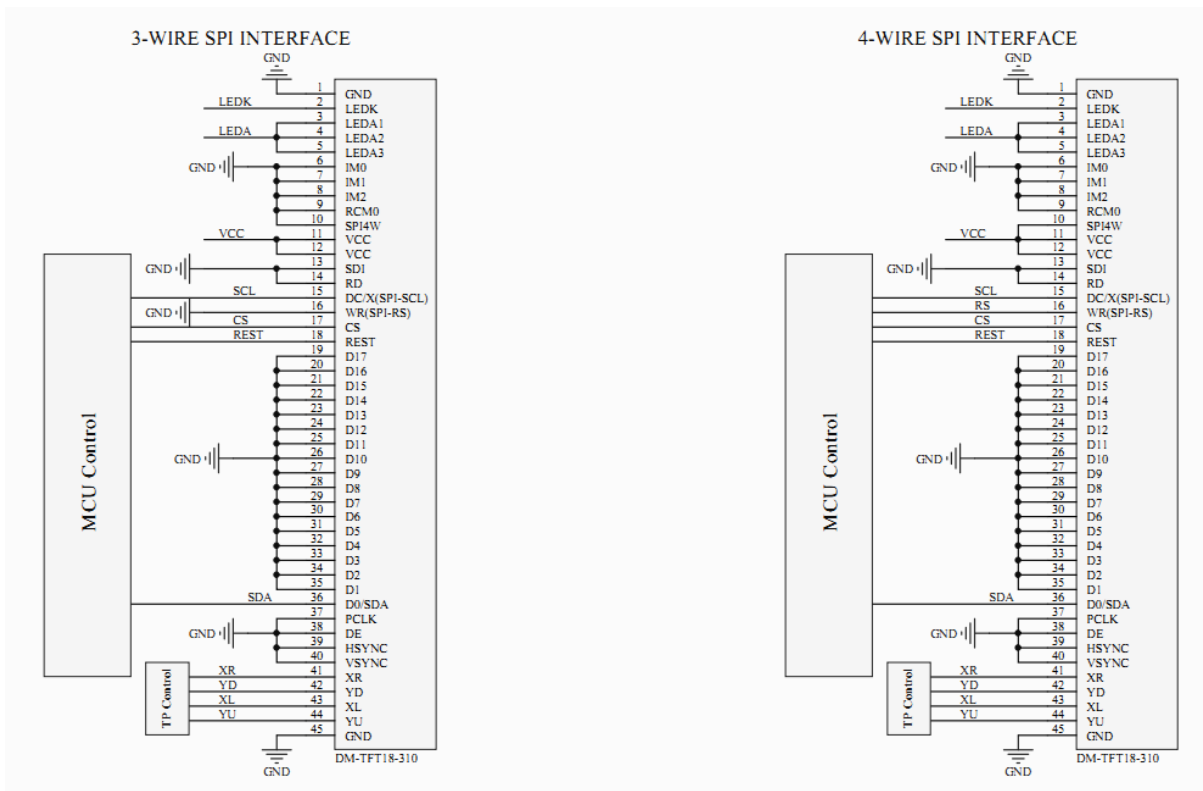 3-WIRE SPI INTERFACE
GND
1 GND
LEDK 2 LEDK
3 LEDA1
LEDA 4 LEDA2
5 LEDA3
GND 6 IM0
7 IM1
8 IM2
9 RCM0
10 SPI4W
VCC 11 VCC
12 VCC
GND 13 SDI
14 RD
SCL 15 DC/X(SPI-SCL)
GND 16 WR(SPI-RS)
CS 17 CS
REST 18 REST
19 D17
20 D16
21 D15
22 D14
23 D13
24 D12
25 D11
GND 26 D10
27 D9
28 D8
29 D7
30 D6
31 D5
32 D4
33 D3
34 D2
35 D1
SDA 36 D0/SDA
37 PCLK
GND 38 DE
39 HSYNC
40 VSYNC
XR 41 XR
YD 42 YD
XL 43 XL
YU 44 YU
45 GND
GND
DM-TFT18-310
MCU Control
TP Control
4-WIRE SPI INTERFACE
GND
1 GND
LEDK 2 LEDK
3 LEDA1
LEDA 4 LEDA2
5 LEDA3
GND 6 IM0
7 IM1
8 IM2
9 RCM0
10 SPI4W
VCC 11 VCC
12 VCC
GND 13 SDI
14 RD
SCL 15 DC/X(SPI-SCL)
RS 16 WR(SPI-RS)
CS 17 CS
REST 18 REST
19 D17
20 D16
21 D15
22 D14
23 D13
24 D12
25 D11
GND 26 D10
27 D9
28 D8
29 D7
30 D6
31 D5
32 D4
33 D3
34 D2
35 D1
SDA 36 D0/SDA
37 PCLK
GND 38 DE
39 HSYNC
40 VSYNC
XR 41 XR
YD 42 YD
XL 43 XL
YU 44 YU
45 GND
GND
DM-TFT18-310
MCU Control
TP Control